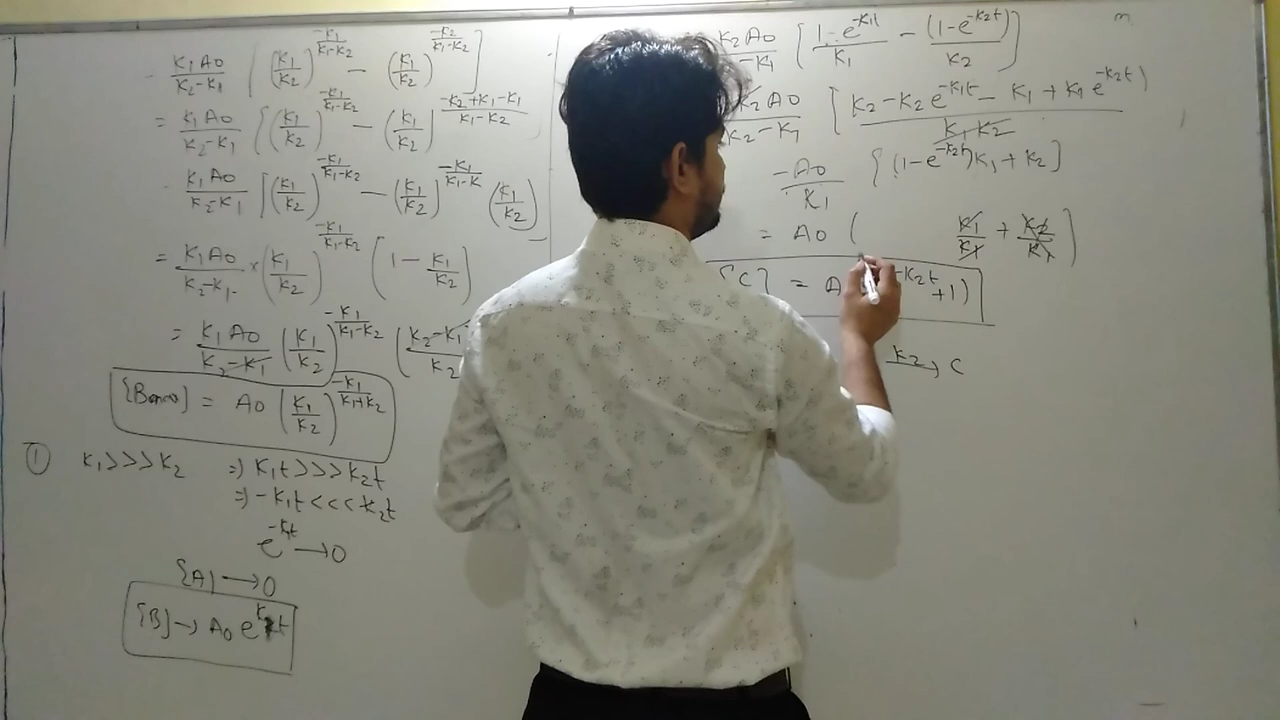 K₁A₀/(K₂-K₁) [(K₁/K₂)^(-K₁/(K₁-K₂)) - (K₁/K₂)^(-K₂/(K₁-K₂))]
= K₁A₀/(K₂-K₁) [(K₁/K₂)^(-K₁/(K₁-K₂)) - (K₁/K₂)^((-K₂+K₁-K₁)/(K₁-K₂))
K₁A₀/(K₂-K₁) [(K₁/K₂)^(-K₁/(K₁-K₂)) - (K₁/K₂)^(-K₁/(K₁-K)) (K₁/K₂)
= K₁A₀/(K₂-K₁) × (K₁/K₂)^(-K₁/(K₁-K₂)) (1 - K₁/K₂)
= K₁A₀/(K₂-K₁) (K₁/K₂)^(-K₁/(K₁-K₂)) (K₂-K₁/K₂
= A₀ (K₁/K₂)^(-K₁/(K₁+K₂))
① K₁>>>K₂ ⇒ K₁t>>>K₂t
⇒ -K₁t<<<K₂t
e^(-K₁t) → 0
[A] → 0
[B] → A₀ e
K₂A₀/-K₁ [(1-e^(-K₁t))/K₁ - (1-e^(-K₂t))/K₂]
K₂A₀/(K₂-K₁) [(K₂-K₂e^(-K₁t) - K₁+K₁e^(-K₂t))/(K₁K₂)
-A₀/K₁ {(1-e^(-K₂t))K₁+K₂]
= A₀ ( K₁/K₁ + K₂/K₁ ]
[C] = A -K₂t +1)
K₂→ C